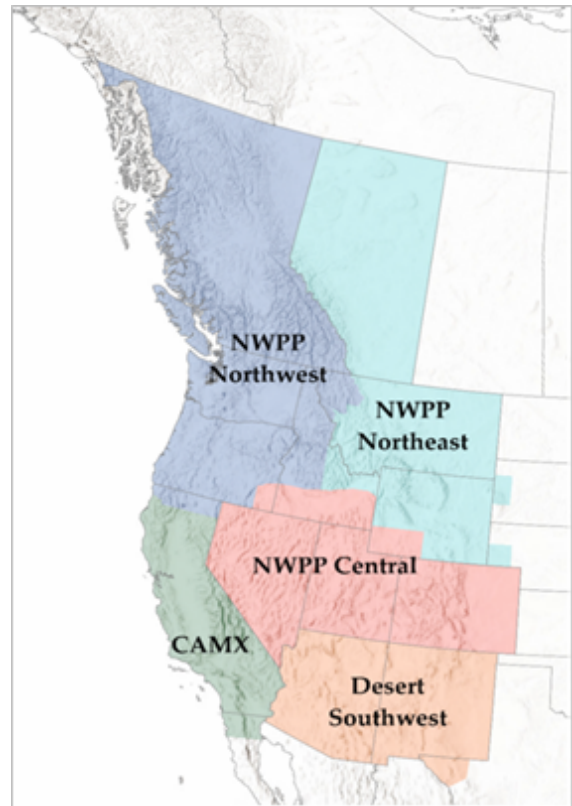 NWPP
Northwest
NWPP
Northeast
NWPP Central
CAMX
Desert
Southwest